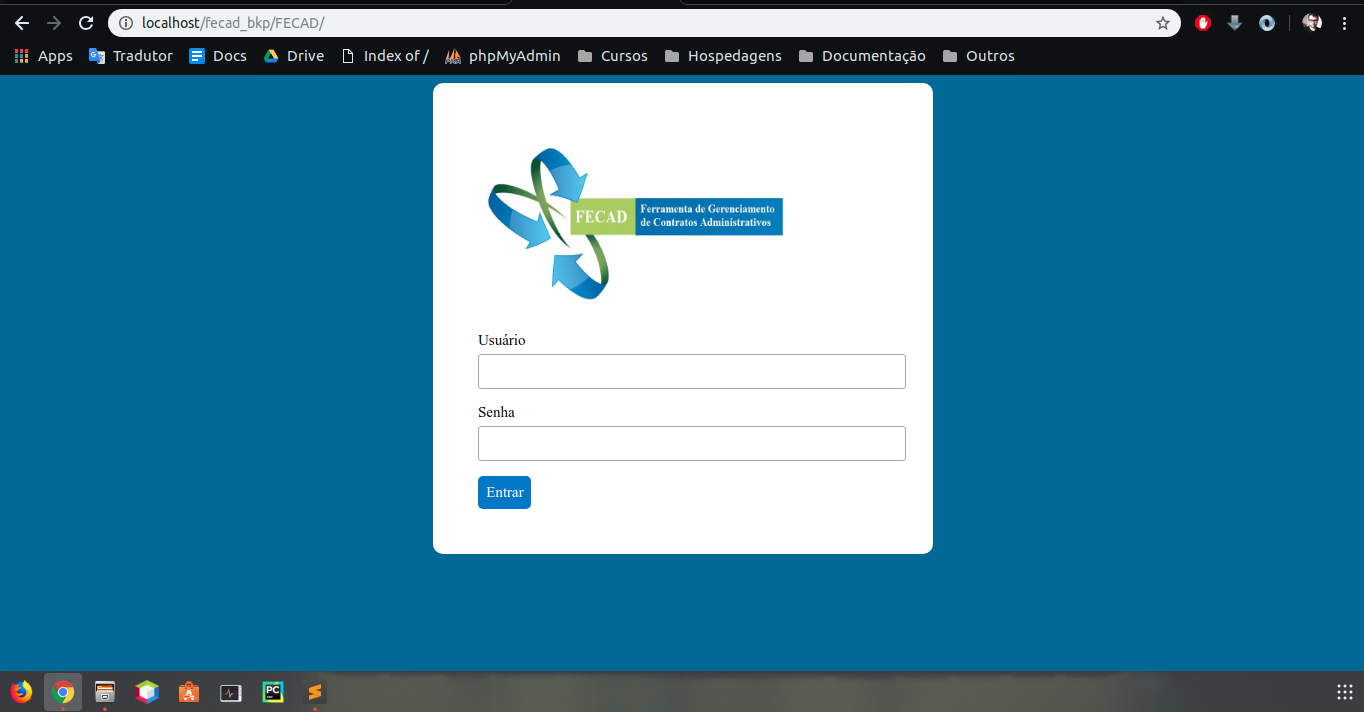 localhost/fecad_bkp/FECAD/
Apps Tradutor Docs Drive Index of / phpMyAdmin Cursos Hospedagens Documentação Outros
FECAD
Ferramenta de Gerenciamento
de Contratos Administrativos
Usuário
Senha
Entrar
PC